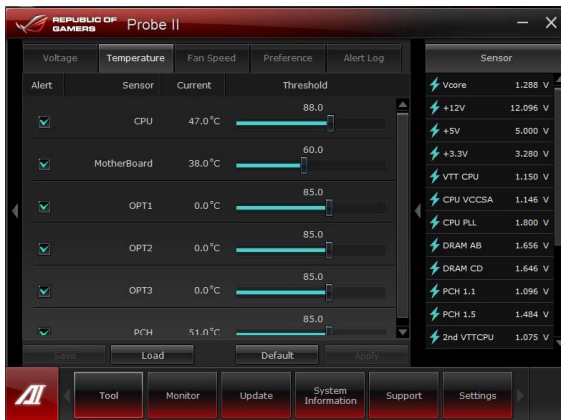 REPUBLIC OF
GAMERS
Probe II
Voltage Temperature Fan Speed Preference Alert Log
Alert Sensor Current Threshold
CPU 47.0°C 88.0
MotherBoard 38.0°C 60.0
OPT1 0.0°C 85.0
OPT2 0.0°C 85.0
OPT3 0.0°C 85.0
PCH 51.0°C 85.0
Save Load Default Apply
Sensor
Vcore 1.288 V
+12V 12.096 V
+5V 5.000 V
+3.3V 3.280 V
VTT CPU 1.150 V
CPU VCCSA 1.146 V
CPU PLL 1.800 V
DRAM AB 1.656 V
DRAM CD 1.646 V
PCH 1.1 1.096 V
PCH 1.5 1.484 V
2nd VTTCPU 1.075 V
AI
Tool Monitor Update System Information Support Settings